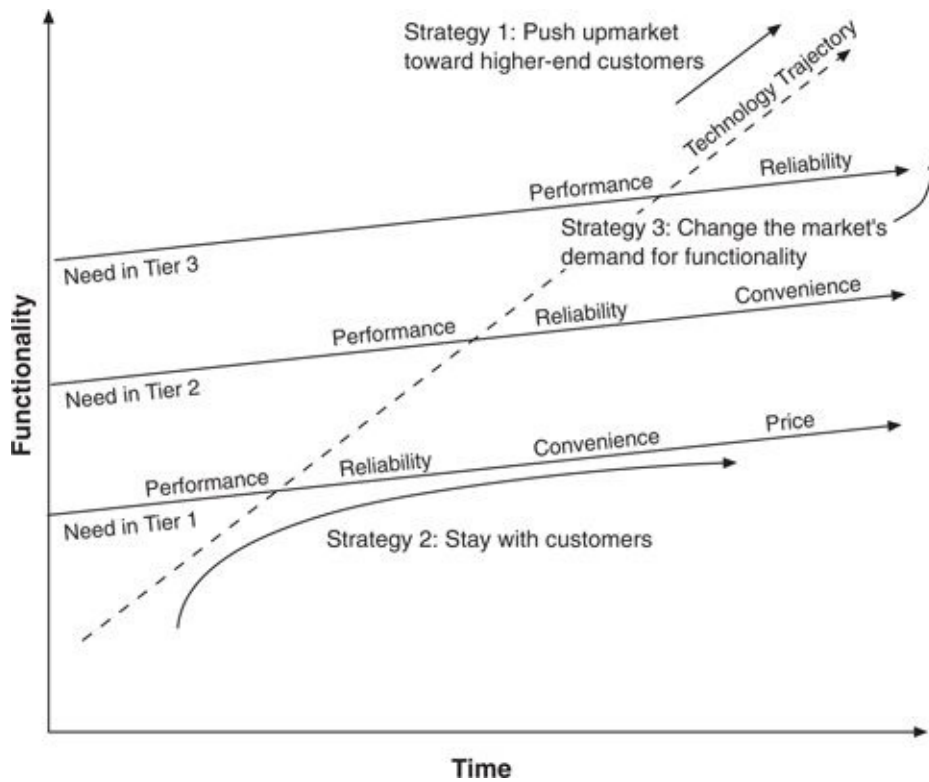 Strategy 1: Push upmarket
toward higher-end customers
Technology Trajectory
Performance
Reliability
Need in Tier 3
Strategy 3: Change the market's
demand for functionality
Performance
Reliability
Convenience
Need in Tier 2
Performance
Reliability
Convenience
Price
Need in Tier 1
Strategy 2: Stay with customers
Functionality
Time